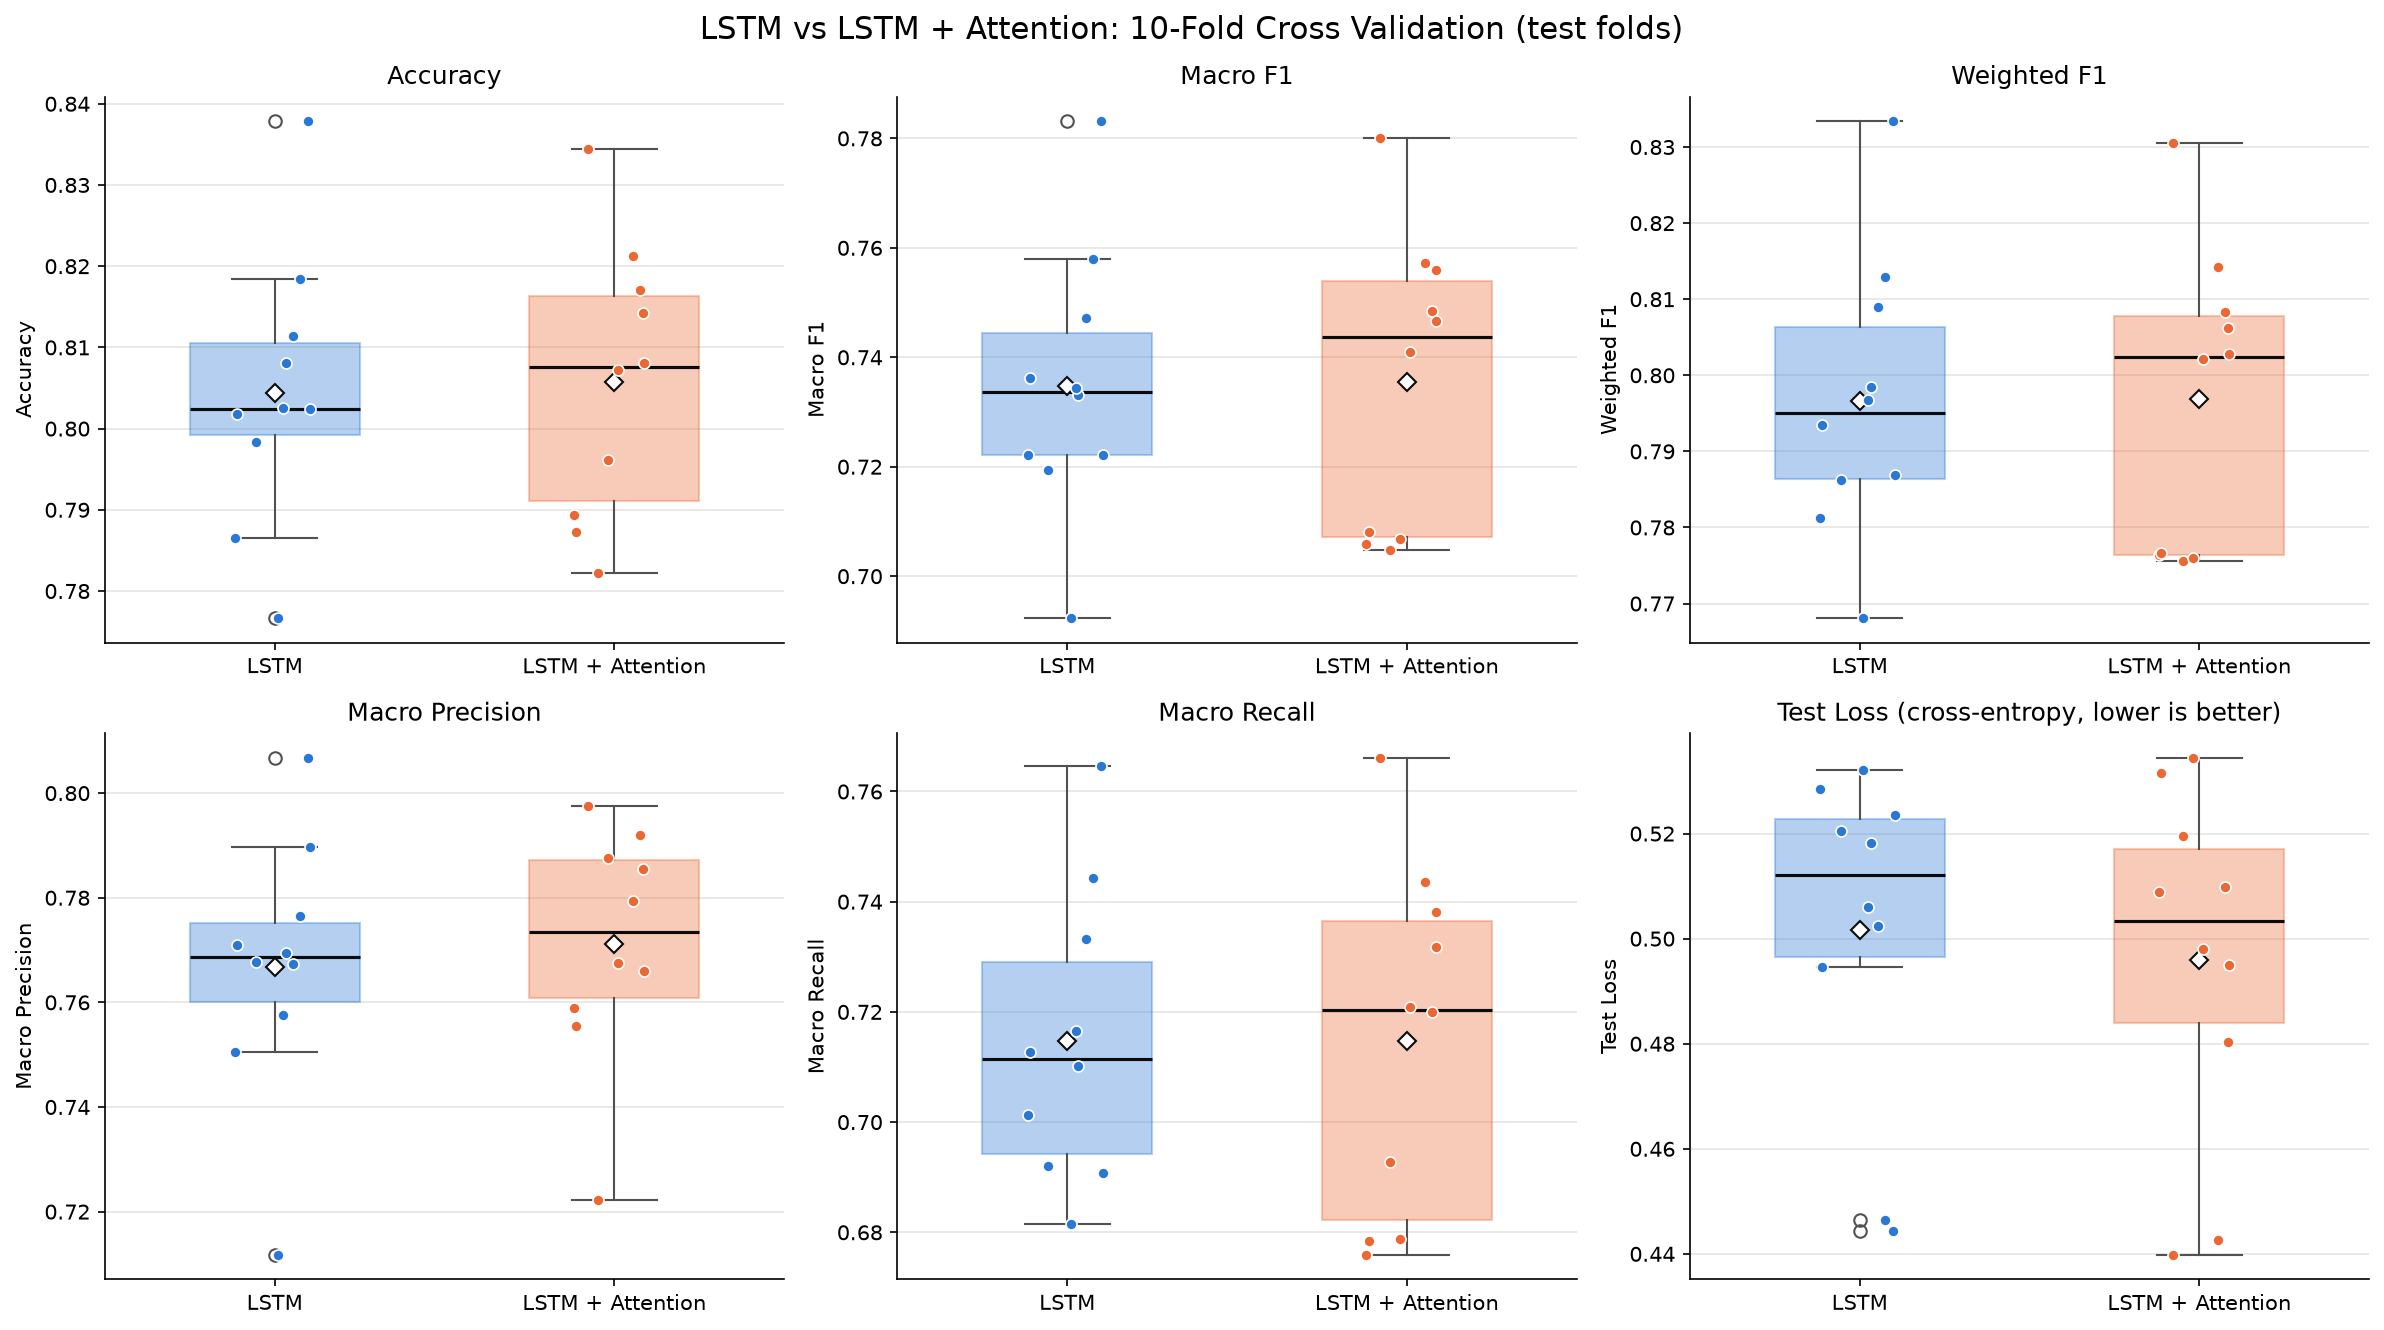 LSTM vs LSTM + Attention: 10-Fold Cross Validation (test folds)
Accuracy
Accuracy
0.84
0.83
0.82
0.81
0.80
0.79
0.78
LSTM
LSTM + Attention
Macro F1
Macro F1
0.78
0.76
0.74
0.72
0.70
LSTM
LSTM + Attention
Weighted F1
Weighted F1
0.83
0.82
0.81
0.80
0.79
0.78
0.77
LSTM
LSTM + Attention
Macro Precision
Macro Precision
0.80
0.78
0.76
0.74
0.72
LSTM
LSTM + Attention
Macro Recall
Macro Recall
0.76
0.74
0.72
0.70
0.68
LSTM
LSTM + Attention
Test Loss (cross-entropy, lower is better)
Test Loss
0.52
0.50
0.48
0.46
0.44
LSTM
LSTM + Attention